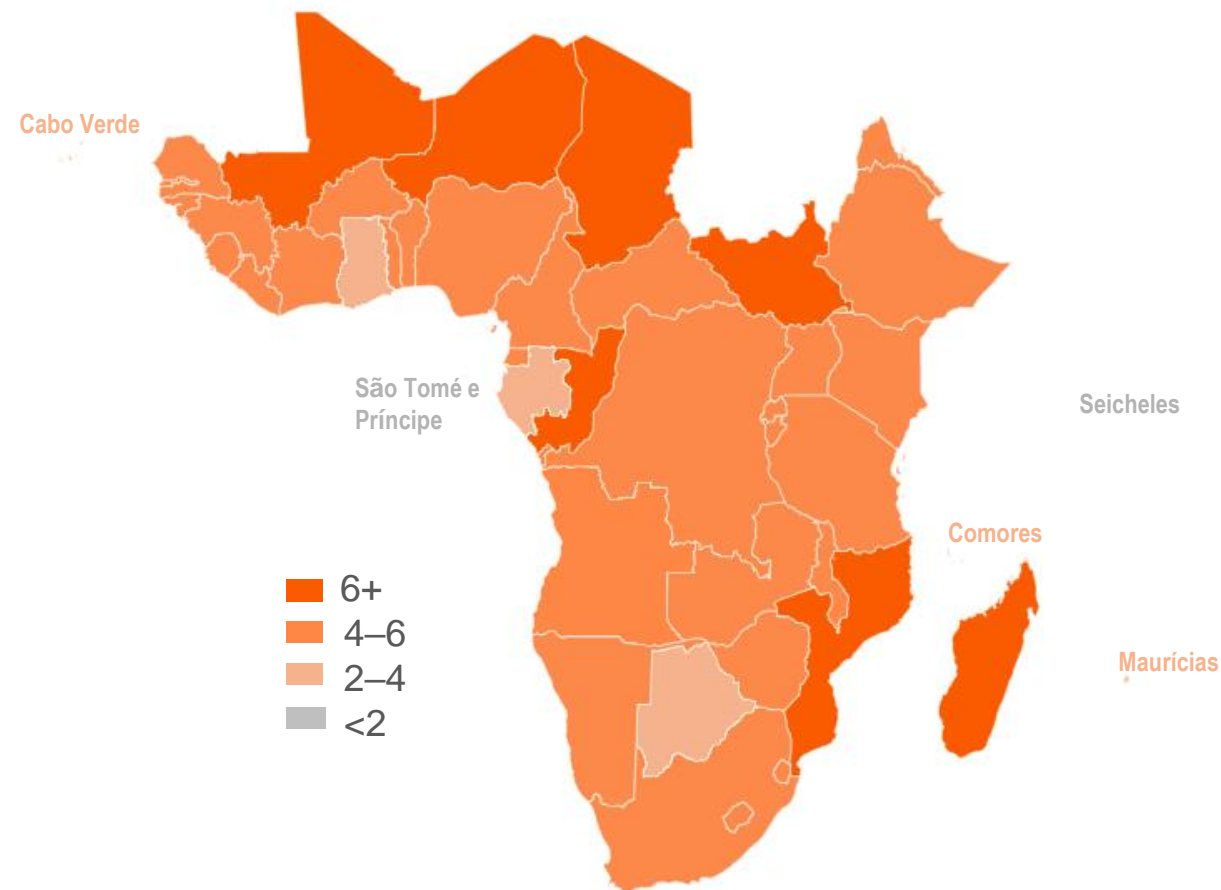 Cabo Verde
São Tomé e
Príncipe
Seicheles
Comores
Maurícias
6+
4–6
2–4
<2